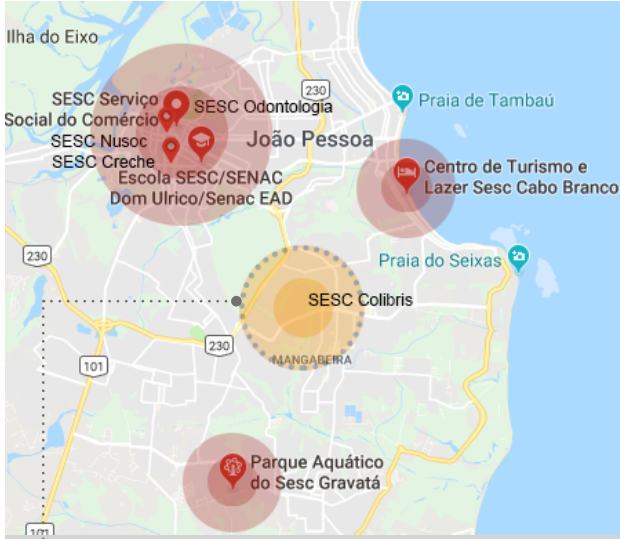 Ilha do Eixo
230
SESC Serviço
Social do Comércio
SESC Odontologia
Praia de Tambaú
João Pessoa
SESC Nusoc
SESC Creche
Escola SESC/SENAC
Dom Ulrico/Senac EAD
Centro de Turismo e
Lazer Sesc Cabo Branco
230
Praia do Seixas
SESC Colibris
230
MANGABEIRA
101
Parque Aquático
do Sesc Gravatá
101